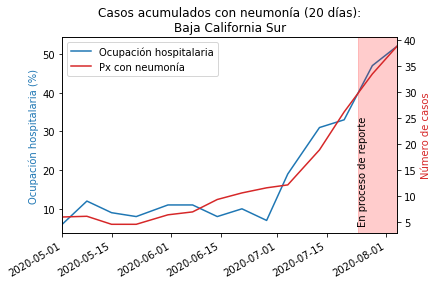 Casos acumulados con neumonía (20 días):
Baja California Sur
Ocupación hospitalaria
Px con neumonía
Ocupación hospitalaria (%)
50
40
30
20
10
Número de casos
40
35
30
25
20
15
10
5
En proceso de reporte
2020-05-01
2020-05-15
2020-06-01
2020-06-15
2020-07-01
2020-07-15
2020-08-01